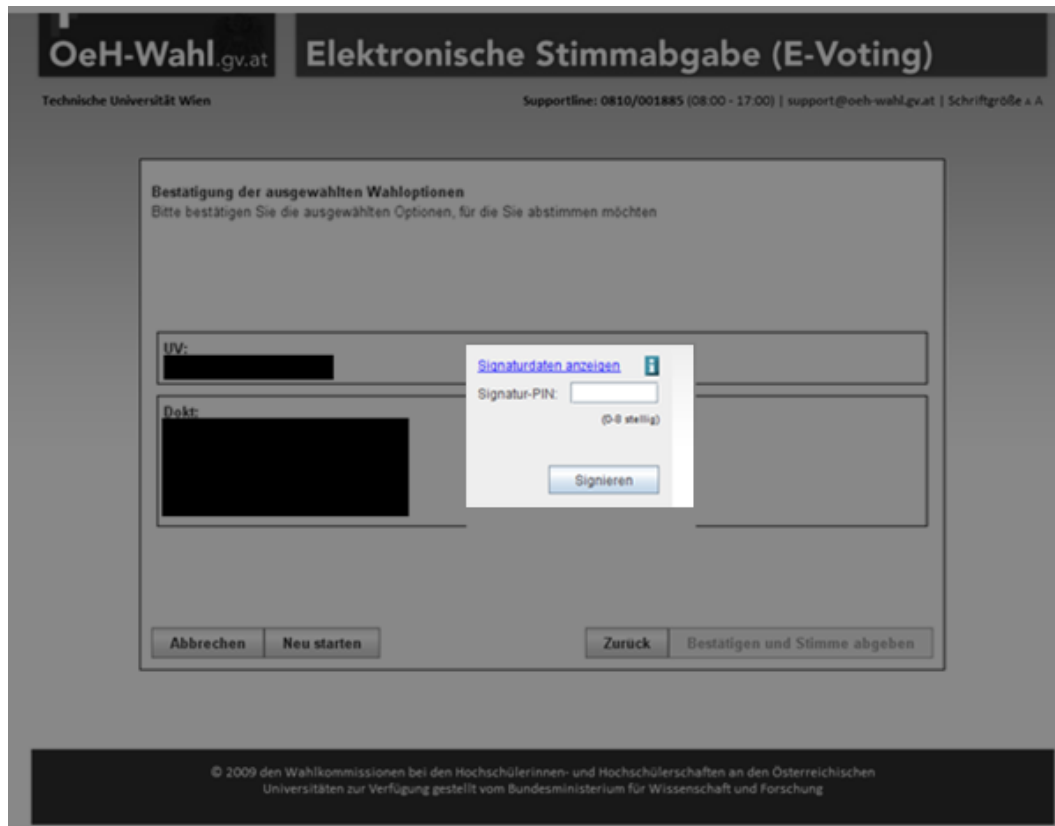 OeH-Wahl.gv.at
Elektronische Stimmabgabe (E-Voting)
Technische Universität Wien
Supportline: 0810/001885 (08:00 - 17:00) | support@oeh-wahl.gv.at | Schriftgröße A A
Bestätigung der ausgewählten Wahloptionen
Bitte bestätigen Sie die ausgewählten Optionen, für die Sie abstimmen möchten
UV:
Dokt:
Signaturdaten anzeigen
Signatur-PIN:
(0-8 stellig)
Signieren
Abbrechen
Neu starten
Zurück
Bestätigen und Stimme abgeben
© 2009 den Wahlkommissionen bei den Hochschülerinnen- und Hochschülerschaften an den Österreichischen
Universitäten zur Verfügung gestellt vom Bundesministerium für Wissenschaft und Forschung